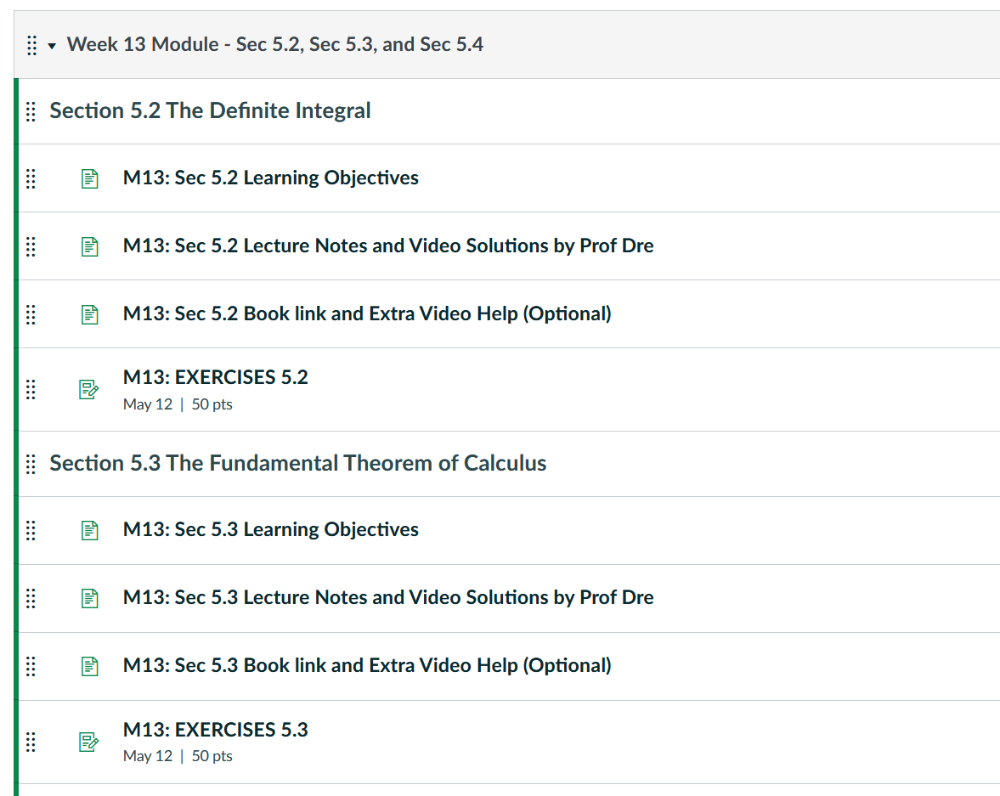 Week 13 Module - Sec 5.2, Sec 5.3, and Sec 5.4
Section 5.2 The Definite Integral
M13: Sec 5.2 Learning Objectives
M13: Sec 5.2 Lecture Notes and Video Solutions by Prof Dre
M13: Sec 5.2 Book link and Extra Video Help (Optional)
M13: EXERCISES 5.2
May 12 | 50 pts
Section 5.3 The Fundamental Theorem of Calculus
M13: Sec 5.3 Learning Objectives
M13: Sec 5.3 Lecture Notes and Video Solutions by Prof Dre
M13: Sec 5.3 Book link and Extra Video Help (Optional)
M13: EXERCISES 5.3
May 12 | 50 pts